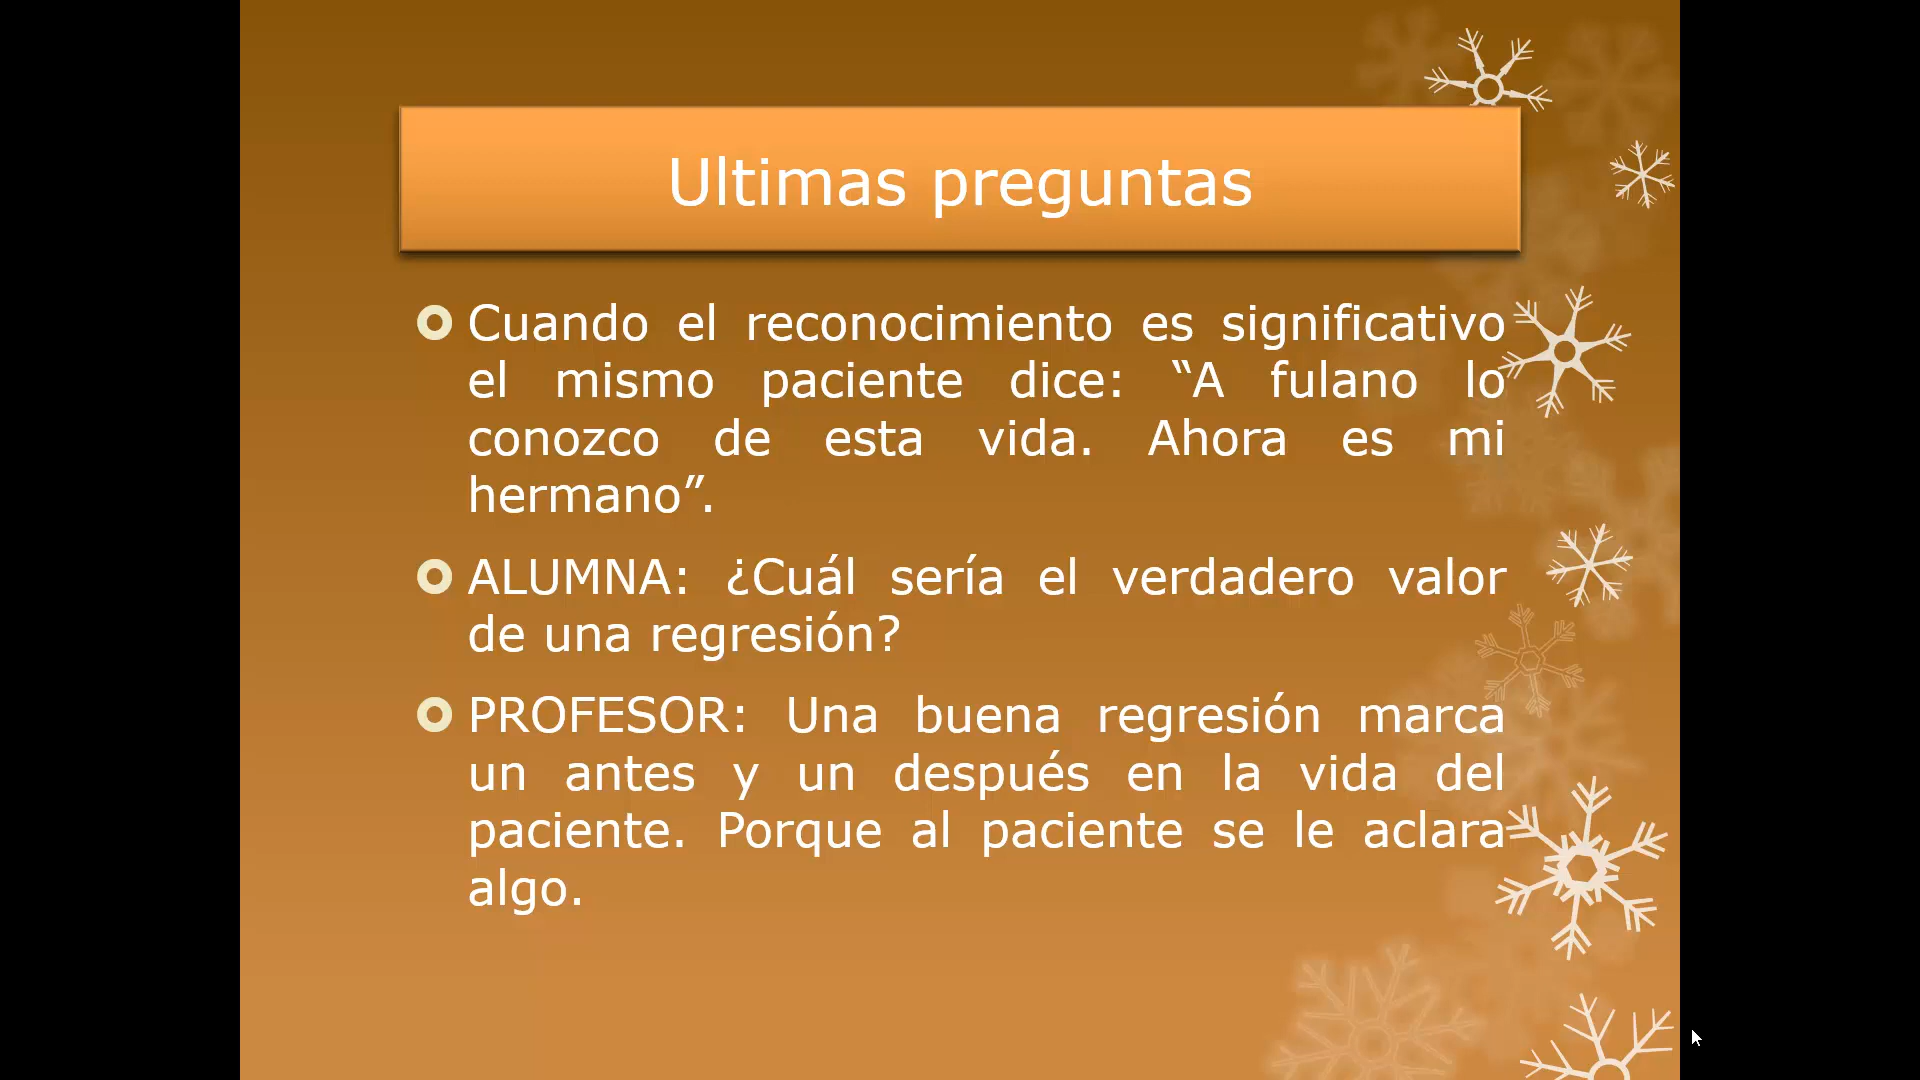 Ultimas preguntas
Cuando el reconocimiento es significativo
el mismo paciente dice: “A fulano lo
conozco de esta vida. Ahora es mi
hermano”.
ALUMNA: ¿Cuál sería el verdadero valor
de una regresión?
PROFESOR: Una buena regresión marca
un antes y un después en la vida del
paciente. Porque al paciente se le aclara
algo.